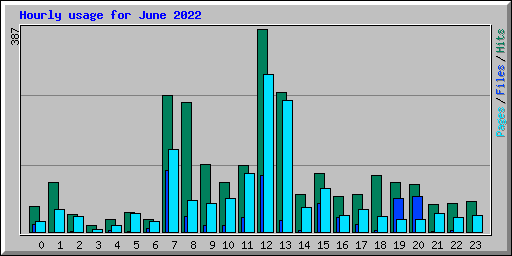 Hourly usage for June 2022
387
Pages/Files/Hits
0 1 2 3 4 5 6 7 8 9 10 11 12 13 14 15 16 17 18 19 20 21 22 23